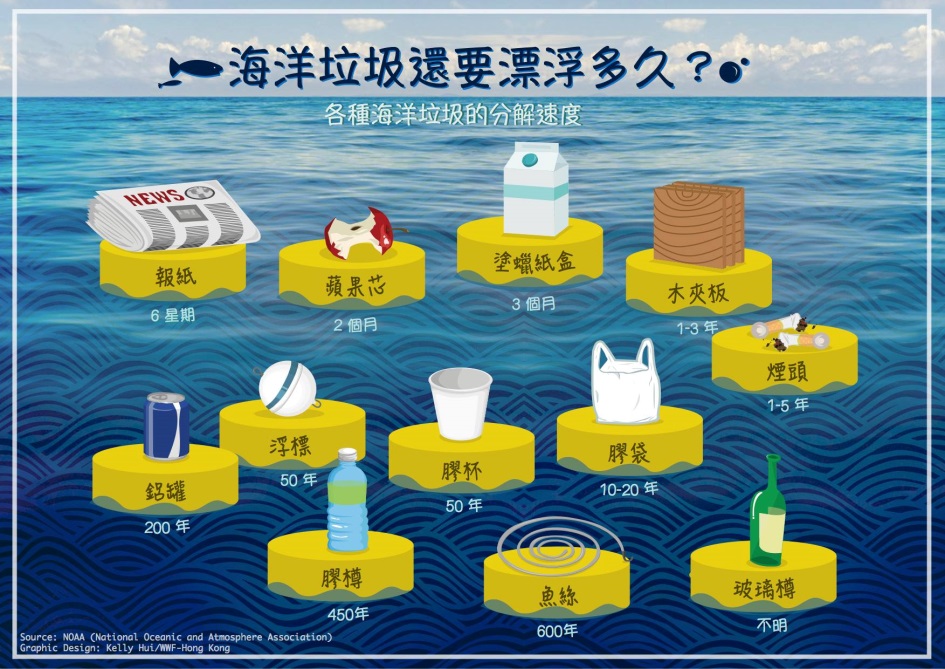 海洋垃圾還要漂浮多久？
各種海洋垃圾的分解速度
NEWS
報紙
6 星期
蘋果芯
2 個月
塗蠟紙盒
3 個月
木夾板
1-3 年
煙頭
1-5 年
膠袋
10-20 年
膠杯
50 年
浮標
50 年
鋁罐
200 年
膠樽
450年
魚絲
600年
玻璃樽
不明
Source: NOAA (National Oceanic and Atmosphere Association)
Graphic Design: Kelly Hui/WWF-Hong Kong